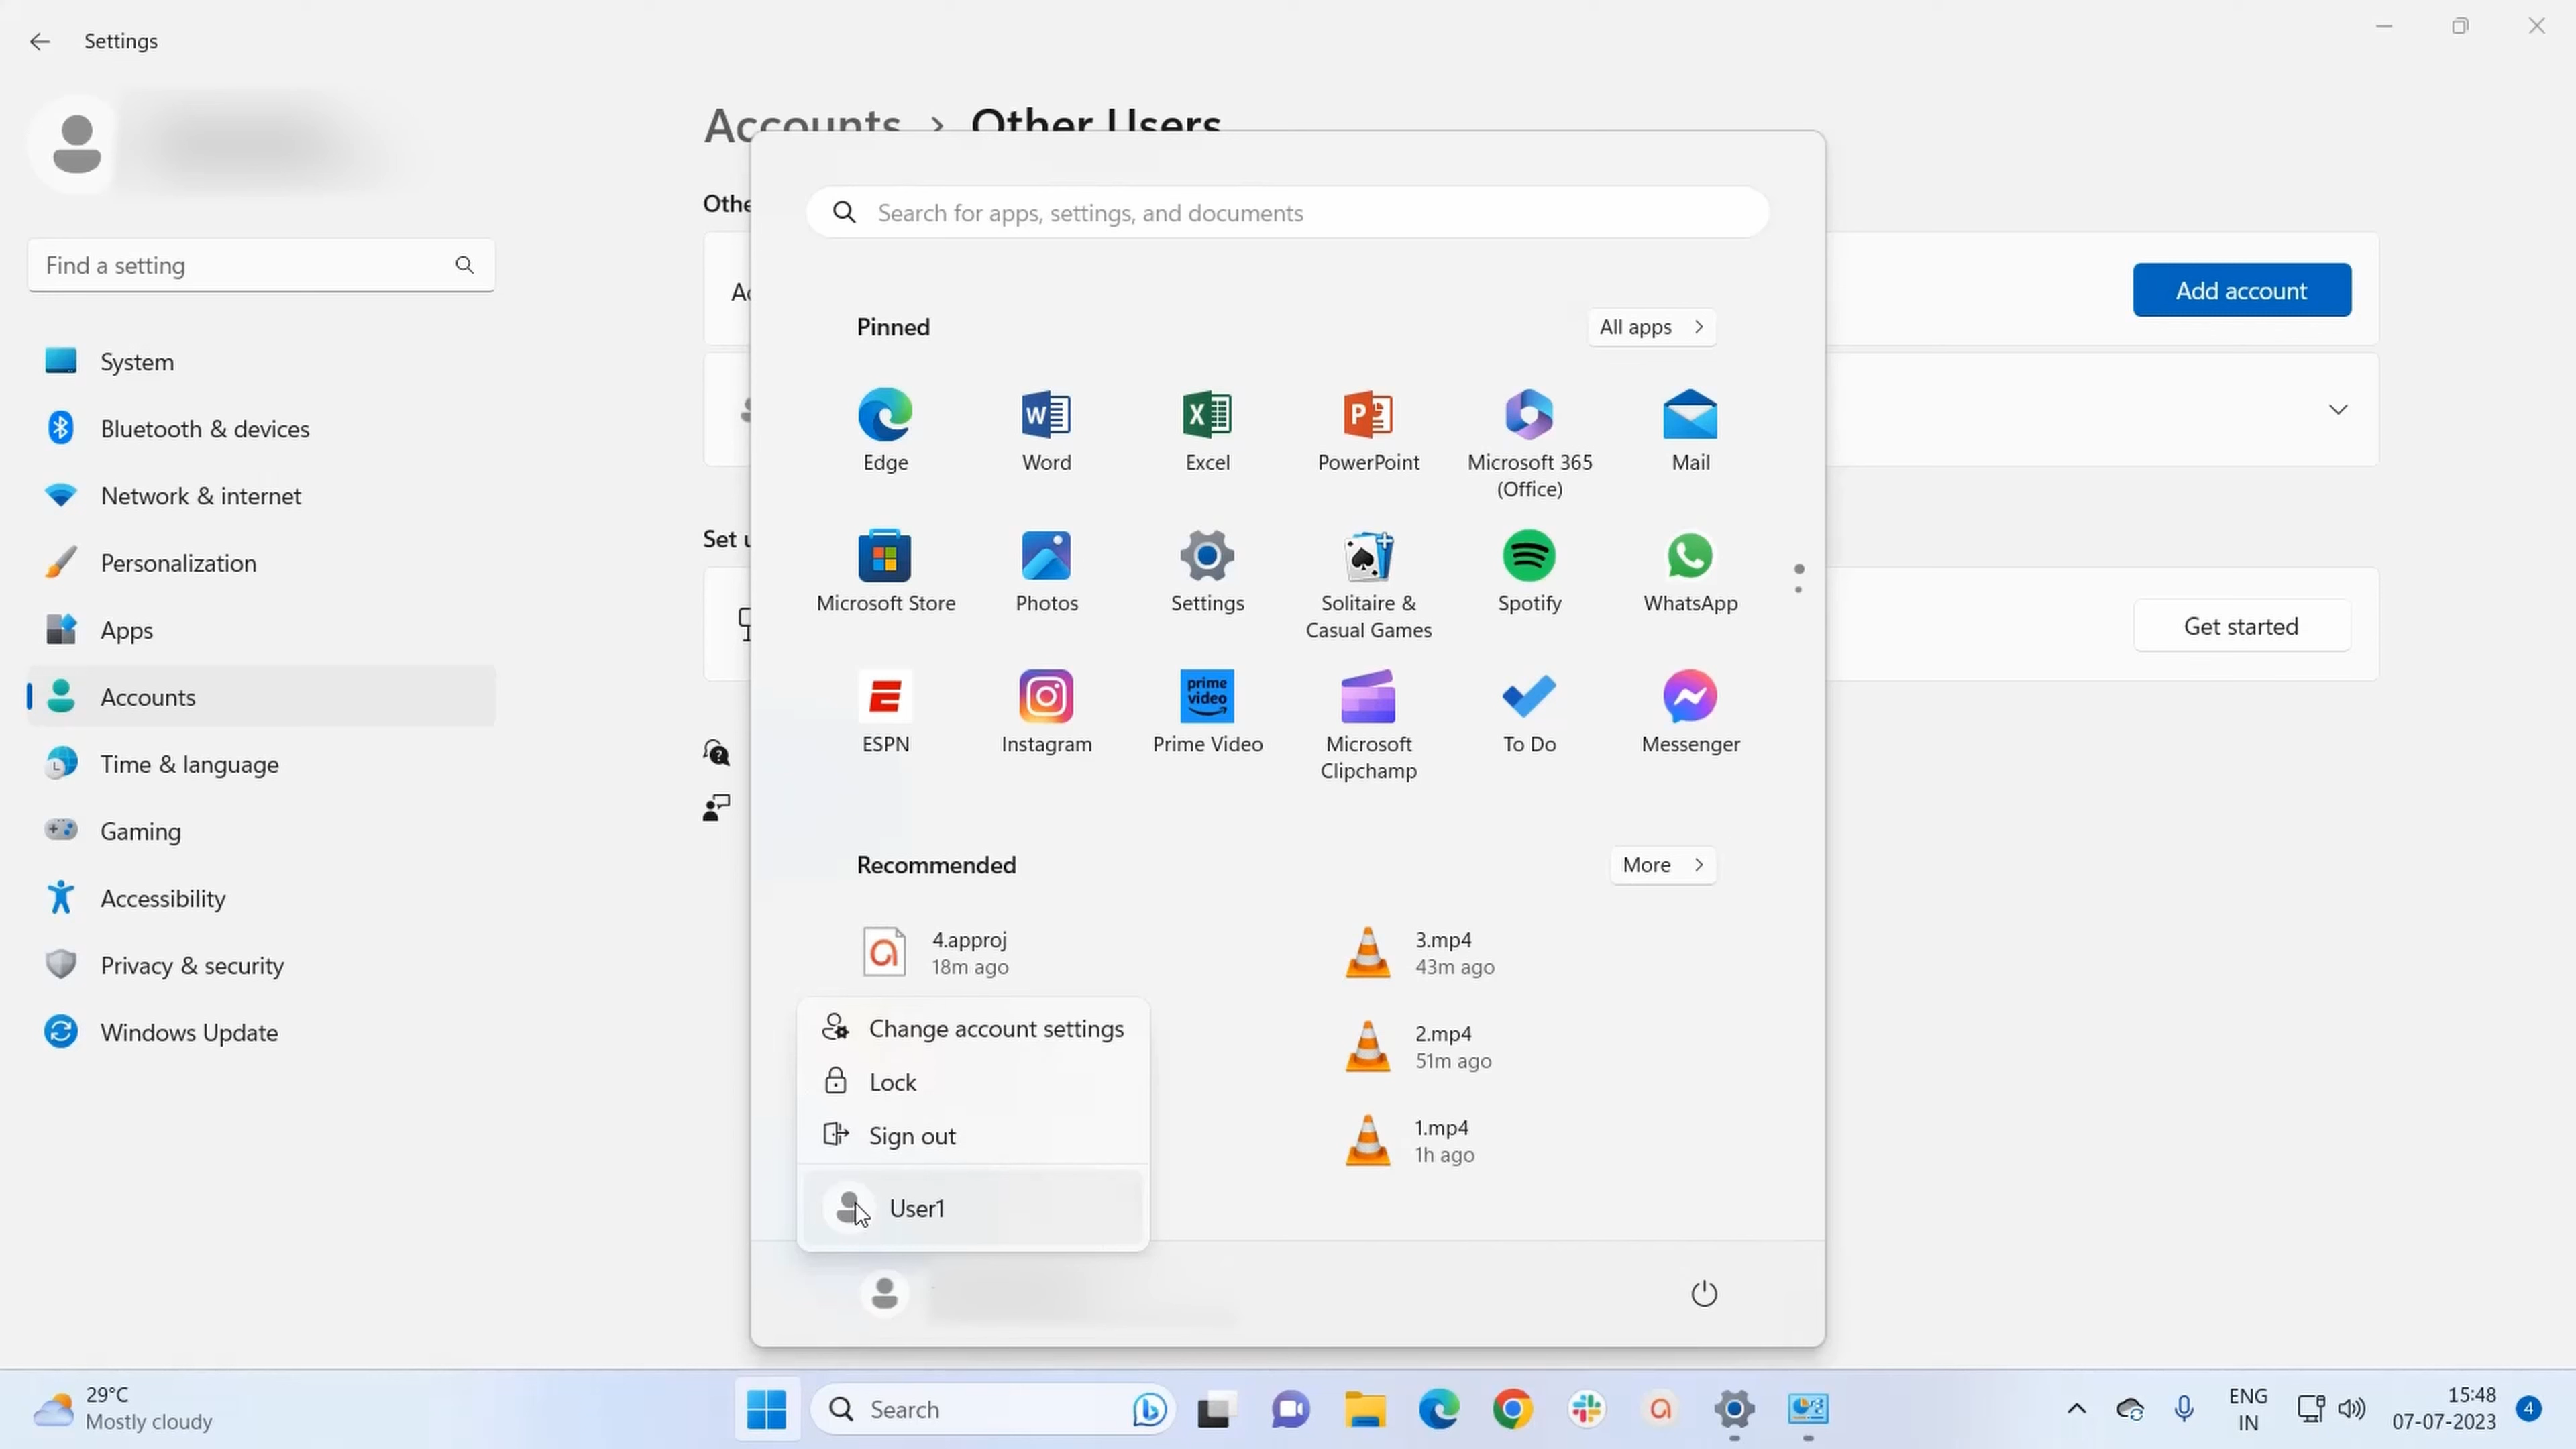 Settings
Find a setting
System
Bluetooth & devices
Network & internet
Personalization
Apps
Accounts
Time & language
Gaming
Accessibility
Privacy & security
Windows Update
Accounts > Other Users
Add account
Get started
Search for apps, settings, and documents
Pinned
All apps
Edge
Word
Excel
PowerPoint
Microsoft 365
(Office)
Mail
Microsoft Store
Photos
Settings
Solitaire &
Casual Games
Spotify
WhatsApp
ESPN
Instagram
prime
video
Prime Video
Microsoft
Clipchamp
To Do
Messenger
Recommended
More
4.approj
18m ago
3.mp4
43m ago
2.mp4
51m ago
1.mp4
1h ago
Change account settings
Lock
Sign out
User1
29°C
Mostly cloudy
Search
ENG
IN
15:48
07-07-2023
4